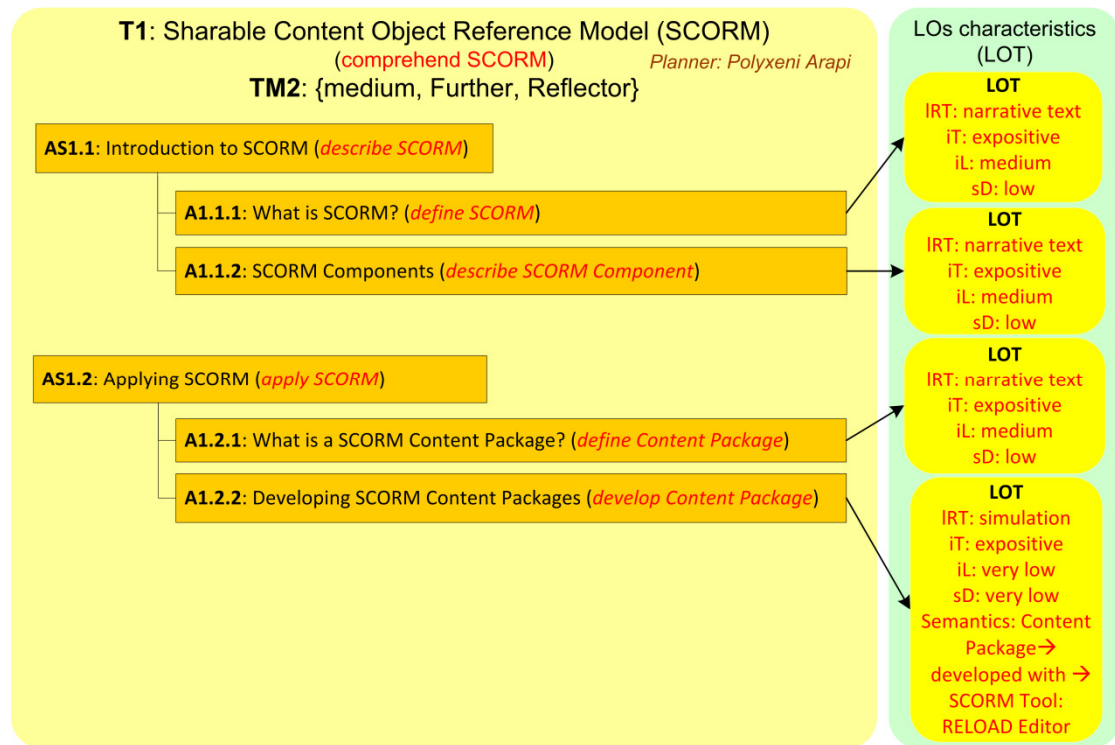 T1: Sharable Content Object Reference Model (SCORM)
(comprehend SCORM)
Planner: Polyxeni Arapi
TM2: {medium, Further, Reflector}
AS1.1: Introduction to SCORM (describe SCORM)
A1.1.1: What is SCORM? (define SCORM)
A1.1.2: SCORM Components (describe SCORM Component)
AS1.2: Applying SCORM (apply SCORM)
A1.2.1: What is a SCORM Content Package? (define Content Package)
A1.2.2: Developing SCORM Content Packages (develop Content Package)
LOs characteristics
(LOT)
LOT
lRT: narrative text
iT: expositive
iL: medium
sD: low
LOT
lRT: narrative text
iT: expositive
iL: medium
sD: low
LOT
lRT: narrative text
iT: expositive
iL: medium
sD: low
LOT
lRT: simulation
iT: expositive
iL: very low
sD: very low
Semantics: Content
Package→
developed with →
SCORM Tool:
RELOAD Editor